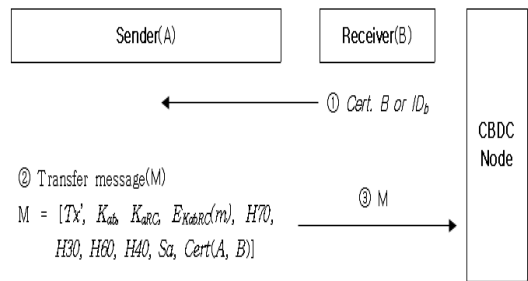 Sender(A)
Receiver(B)
① Cert. B or IDb
CBDC
Node
② Transfer message(M)
③ M
M = [Tx', Kab, KaRC, EKabRC(m), H70,
H30, H60, H40, Sa, Cert(A, B)]